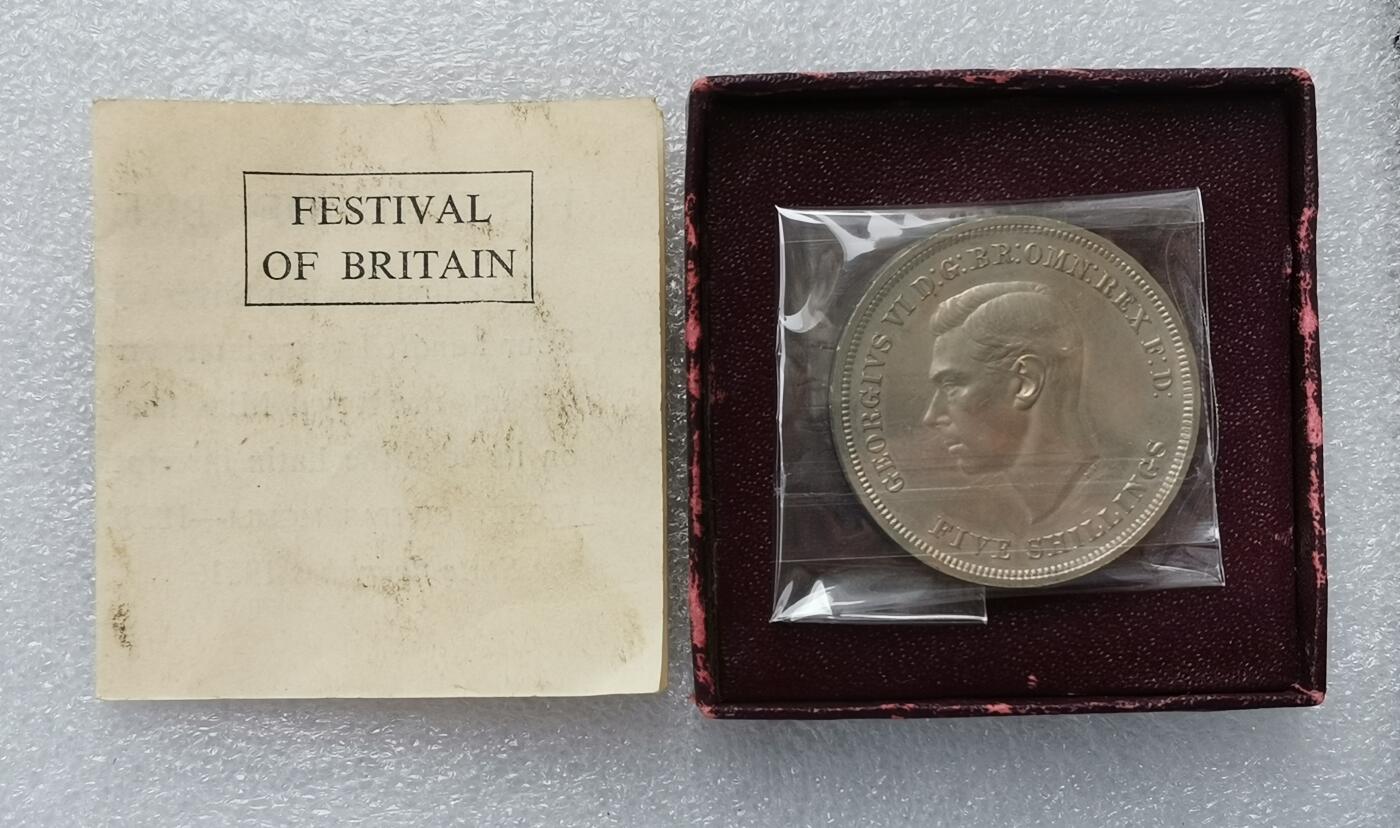 FESTIVAL
OF BRITAIN
GEORGIVS VI D:G:BR:OMN:REX F:D:
FIVE SHILLINGS